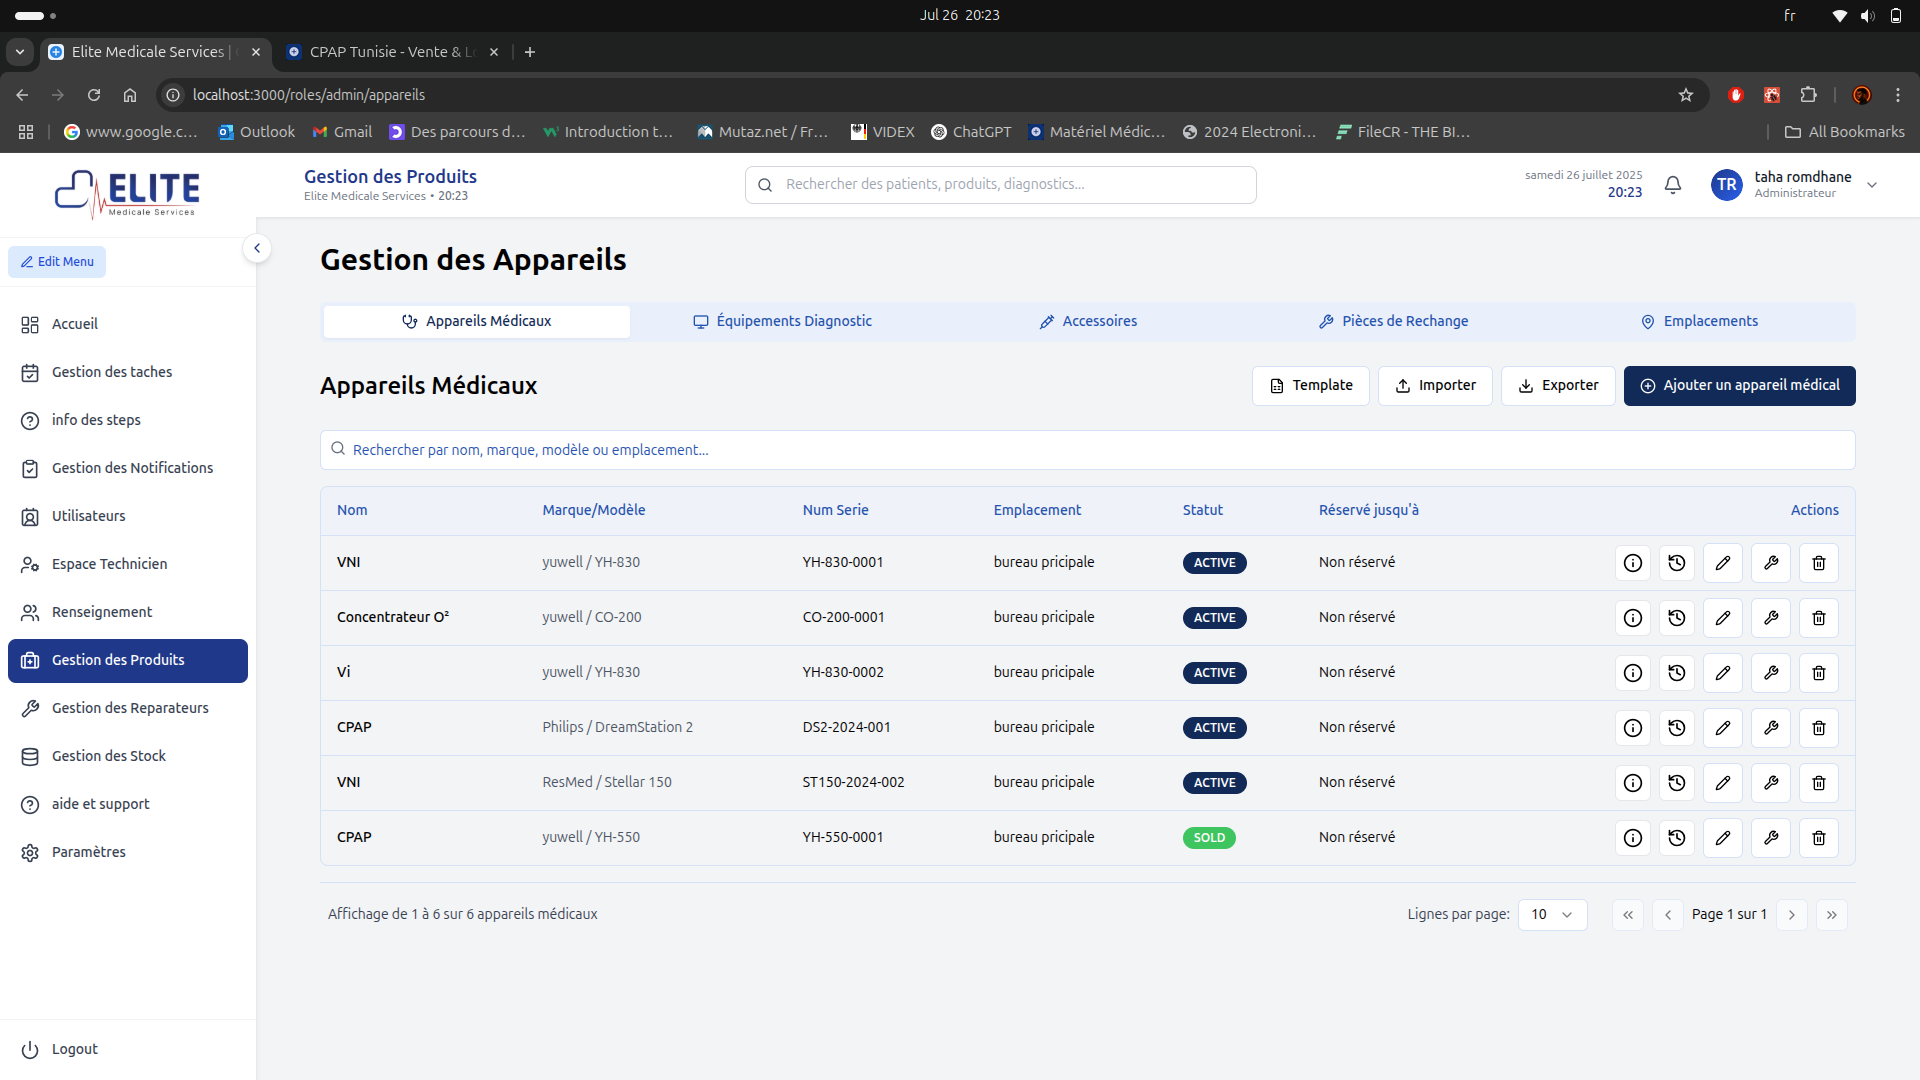 Jul 26 20:23
fr
Elite Medicale Services |
CPAP Tunisie - Vente &
localhost:3000/roles/admin/appareils
www.google.c...
Outlook
Gmail
Des parcours d...
Introduction t...
Mutaz.net / Fr...
VIDEX
ChatGPT
Matériel Médic...
2024 Electroni...
FileCR - THE BI...
All Bookmarks
ELITE
Medicale Services
Gestion des Produits
Elite Medicale Services • 20:23
Rechercher des patients, produits, diagnostics...
samedi 26 juillet 2025
20:23
TR
taha romdhane
Administrateur
Edit Menu
Accueil
Gestion des taches
info des steps
Gestion des Notifications
Utilisateurs
Espace Technicien
Renseignement
Gestion des Produits
Gestion des Reparateurs
Gestion des Stock
aide et support
Paramètres
Logout
Gestion des Appareils
Appareils Médicaux
Équipements Diagnostic
Accessoires
Pièces de Rechange
Emplacements
Appareils Médicaux
Template
Importer
Exporter
Ajouter un appareil médical
Rechercher par nom, marque, modèle ou emplacement...
Nom Marque/Modèle Num Serie Emplacement Statut Réservé jusqu'à Actions
VNI yuwell / YH-830 YH-830-0001 bureau pricipale ACTIVE Non réservé
Concentrateur O² yuwell / CO-200 CO-200-0001 bureau pricipale ACTIVE Non réservé
Vi yuwell / YH-830 YH-830-0002 bureau pricipale ACTIVE Non réservé
CPAP Philips / DreamStation 2 DS2-2024-001 bureau pricipale ACTIVE Non réservé
VNI ResMed / Stellar 150 ST150-2024-002 bureau pricipale ACTIVE Non réservé
CPAP yuwell / YH-550 YH-550-0001 bureau pricipale SOLD Non réservé
Affichage de 1 à 6 sur 6 appareils médicaux
Lignes par page: 10
Page 1 sur 1